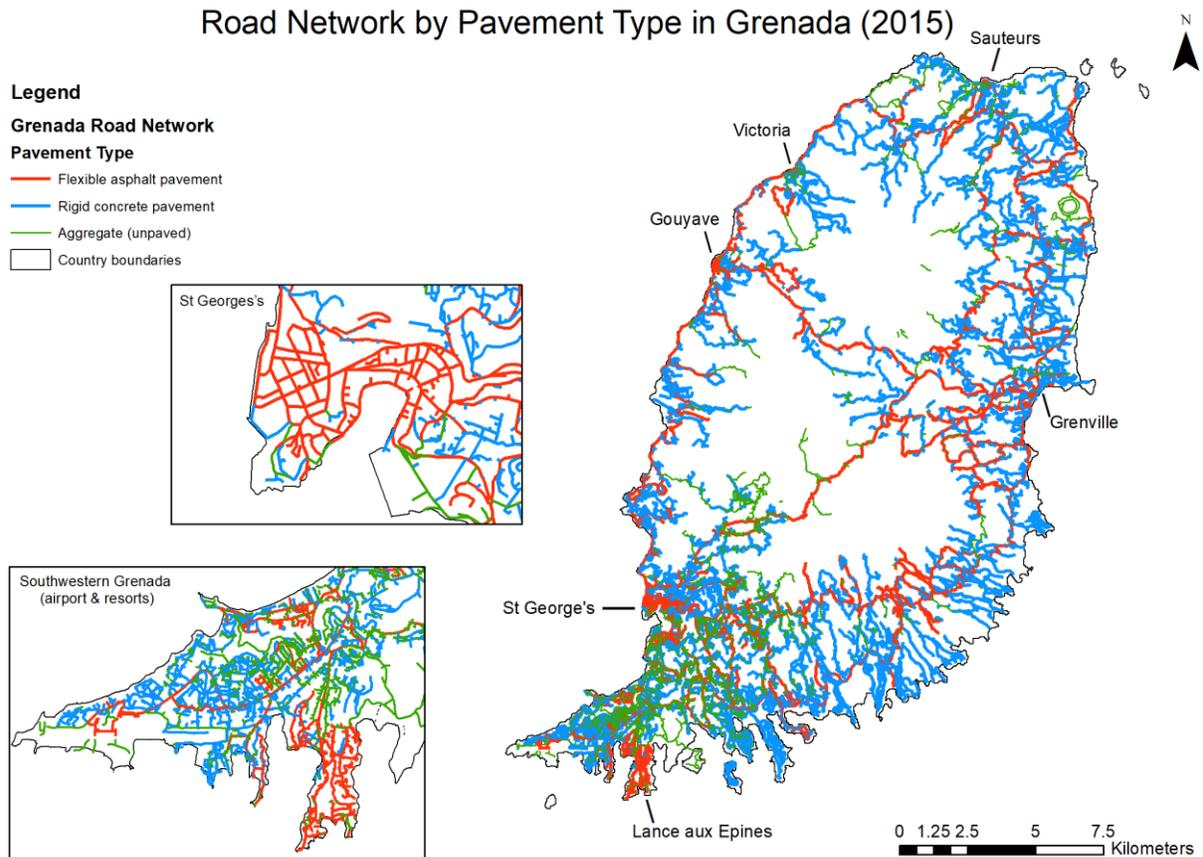 Road Network by Pavement Type in Grenada (2015)
N
Sauteurs
Legend
Grenada Road Network
Pavement Type
Flexible asphalt pavement
Rigid concrete pavement
Aggregate (unpaved)
Country boundaries
Victoria
Gouyave
St Georges's
Grenville
Southwestern Grenada
(airport & resorts)
St George's
Lance aux Epines
0 1.25 2.5 5 7.5
Kilometers